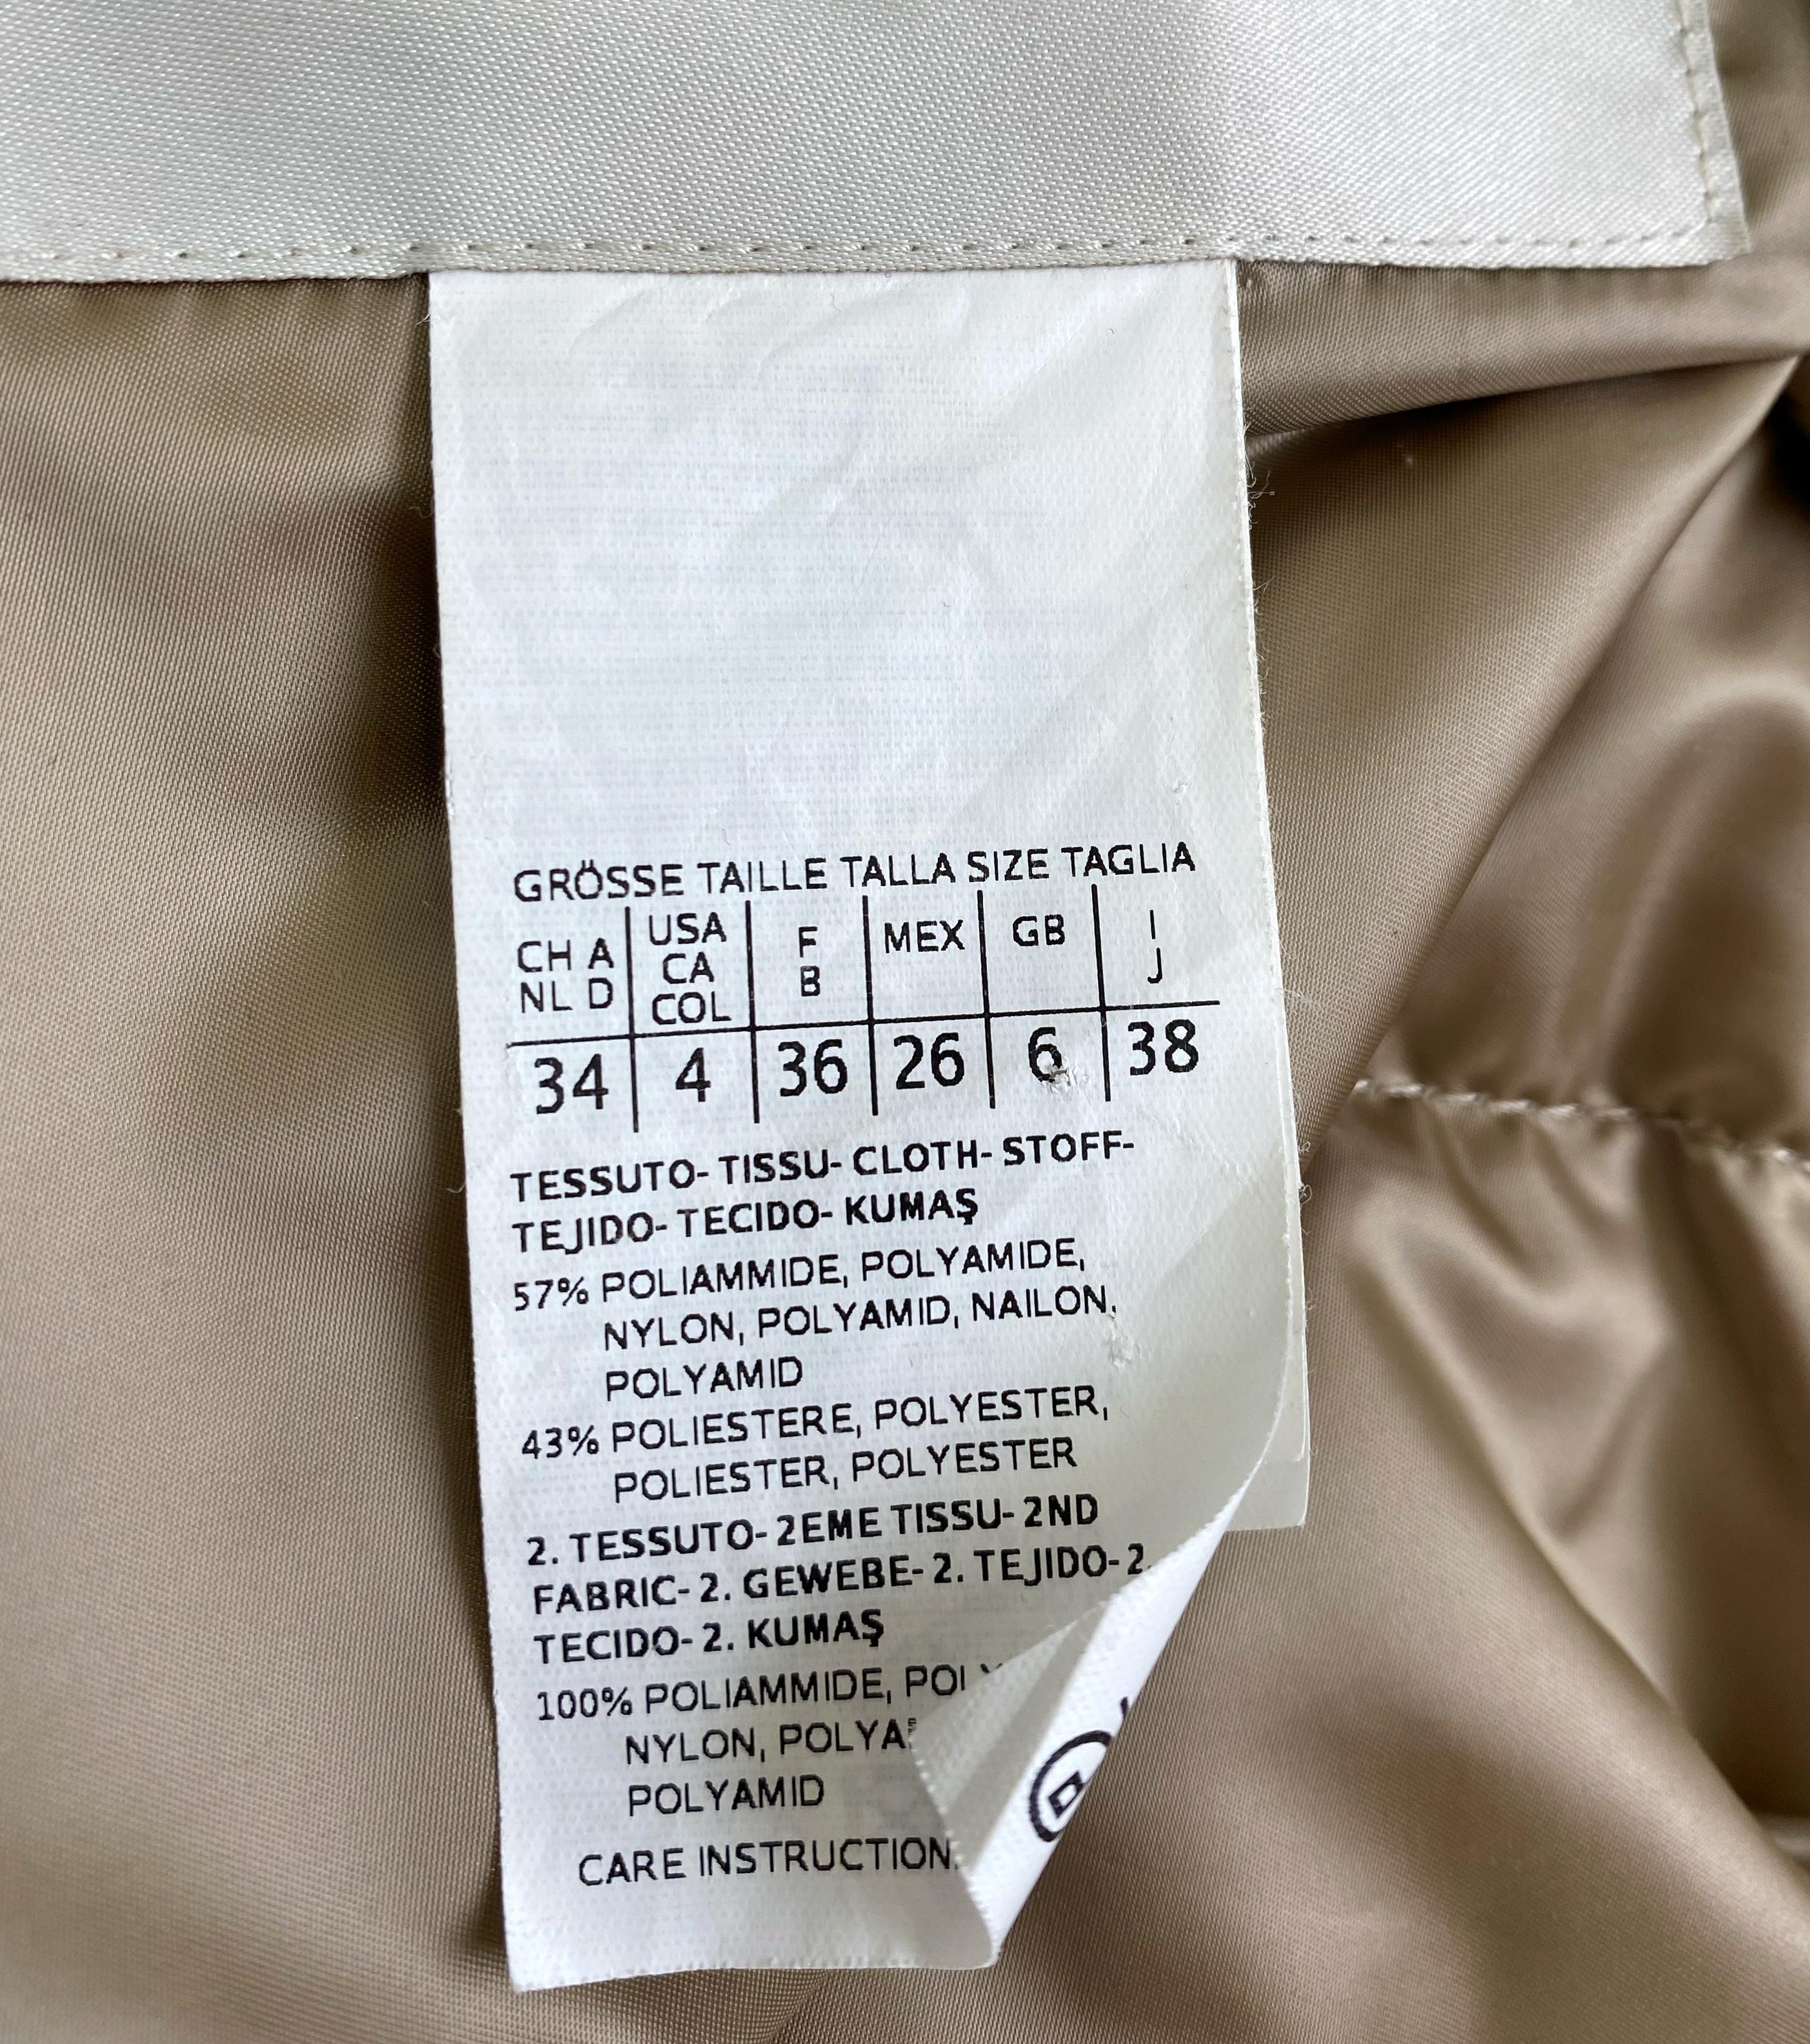 GRÖSSE TAILLE TALLA SIZE TAGLIA
CH A NL D | USA CA COL | F B | MEX | GB | I J
34 | 4 | 36 | 26 | 6 | 38
TESSUTO- TISSU- CLOTH- STOFF-
TEJIDO- TECIDO- KUMAŞ
57% POLIAMMIDE, POLYAMIDE,
NYLON, POLYAMID, NAILON,
POLYAMID
43% POLIESTERE, POLYESTER,
POLIESTER, POLYESTER
2. TESSUTO- 2EME TISSU- 2ND
FABRIC- 2. GEWEBE- 2. TEJIDO- 2.
TECIDO- 2. KUMAŞ
100% POLIAMMIDE,
NYLON,
POLYAMID
CARE INSTRUCTION
D